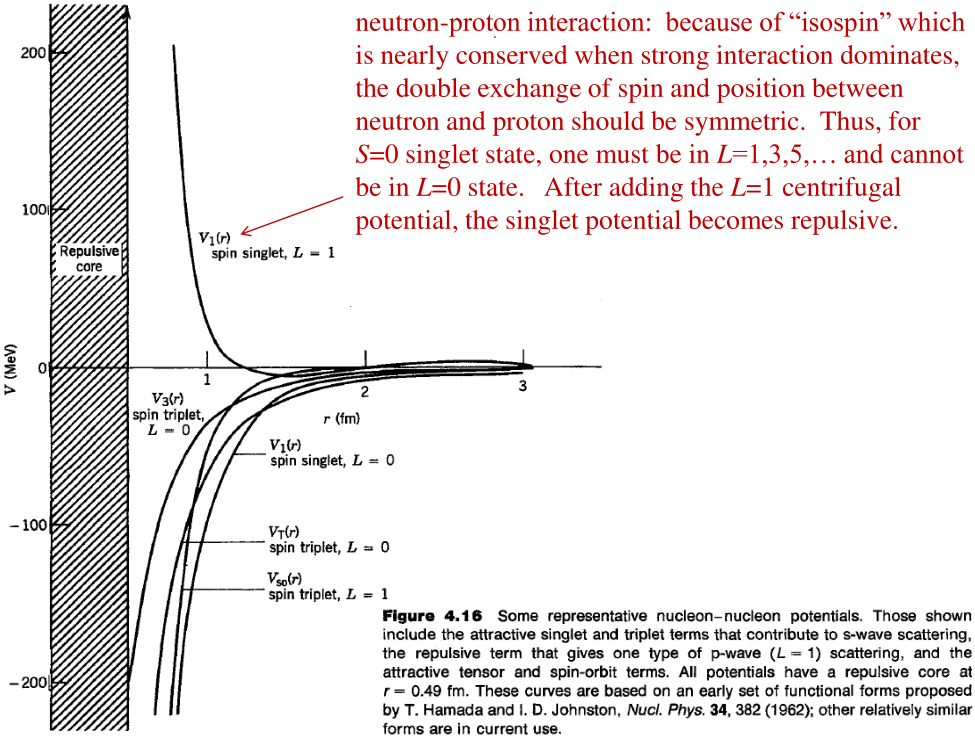 neutron-proton interaction:  because of “isospin” which
is nearly conserved when strong interaction dominates,
the double exchange of spin and position between
neutron and proton should be symmetric.  Thus, for
S=0 singlet state, one must be in L=1,3,5,… and cannot
be in L=0 state.   After adding the L=1 centrifugal
potential, the singlet potential becomes repulsive.
200
100
0
-100
-200
V (MeV)
Repulsive
core
V1(r)
spin singlet, L = 1
1
2
3
r (fm)
V3(r)
spin triplet,
L = 0
V1(r)
spin singlet, L = 0
VT(r)
spin triplet, L = 0
Vso(r)
spin triplet, L = 1
Figure 4.16  Some representative nucleon–nucleon potentials. Those shown
include the attractive singlet and triplet terms that contribute to s-wave scattering,
the repulsive term that gives one type of p-wave (L = 1) scattering, and the
attractive tensor and spin-orbit terms. All potentials have a repulsive core at
r = 0.49 fm. These curves are based on an early set of functional forms proposed
by T. Hamada and I. D. Johnston, Nucl. Phys. 34, 382 (1962); other relatively similar
forms are in current use.